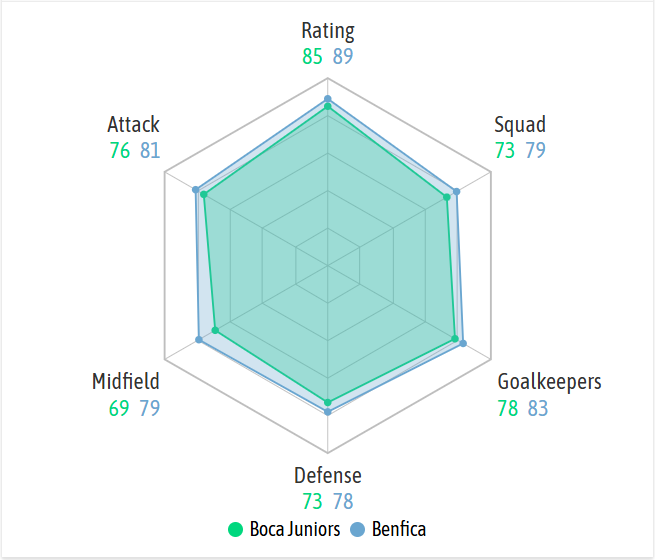 Rating
85 89
Attack
76 81
Squad
73 79
Midfield
69 79
Goalkeepers
78 83
Defense
73 78
Boca Juniors Benfica